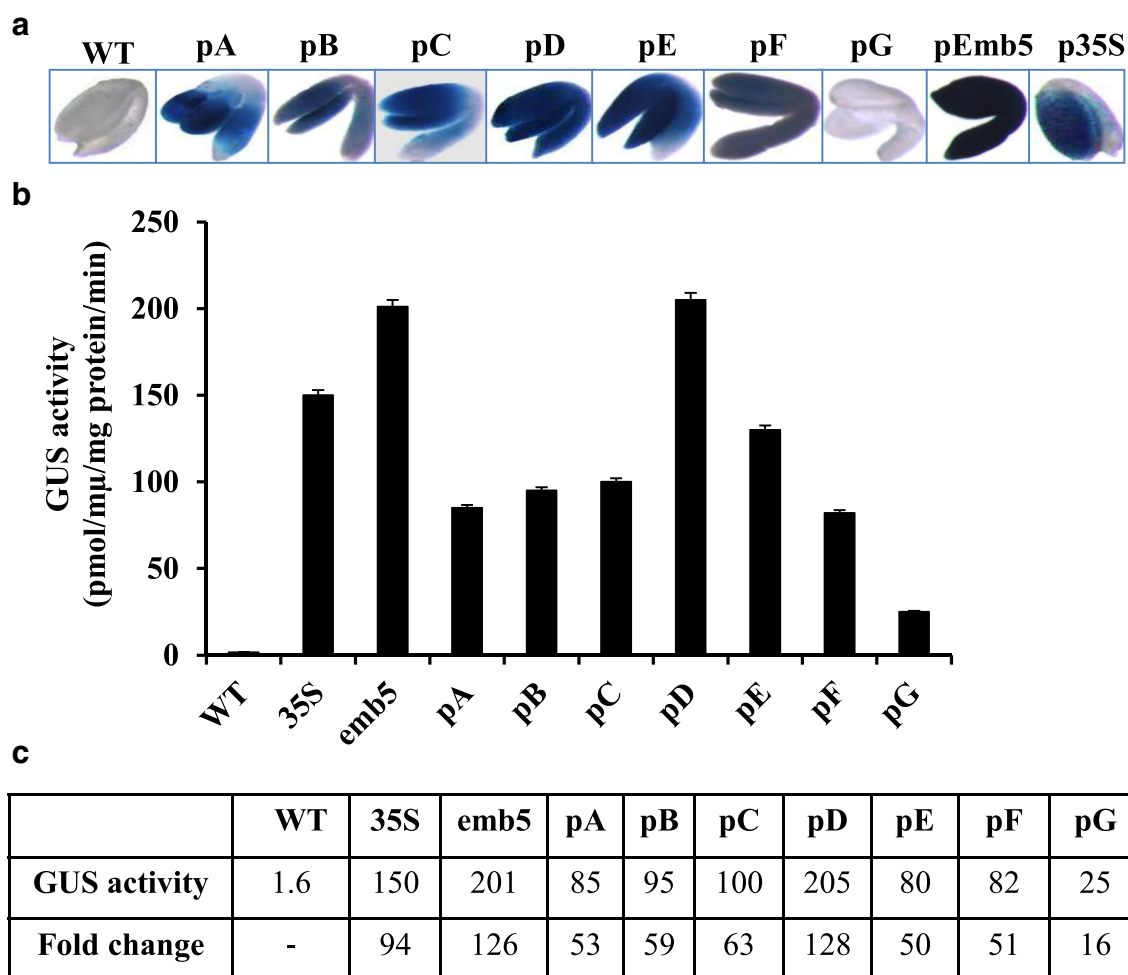 a
WT pA pB pC pD pE pF pG pEmb5 p35S
b
GUS activity
(pmol/mµ/mg protein/min)
250
200
150
100
50
0
WT 35S emb5 pA pB pC pD pE pF pG
c
WT 35S emb5 pA pB pC pD pE pF pG
GUS activity 1.6 150 201 85 95 100 205 80 82 25
Fold change - 94 126 53 59 63 128 50 51 16